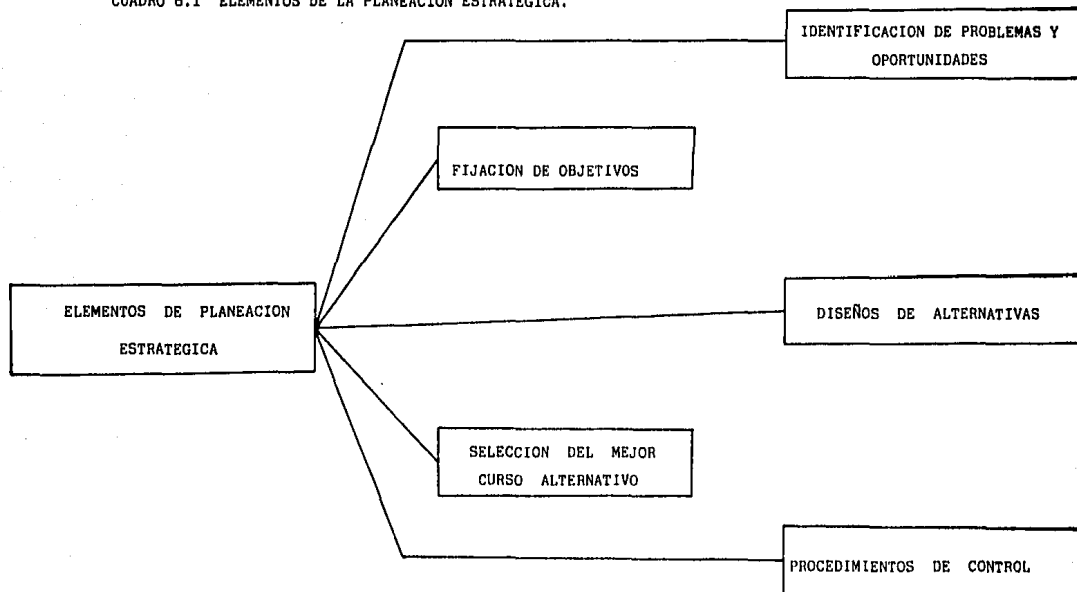 CUADRO 6.1 ELEMENTOS DE LA PLANEACION ESTRATEGICA.
IDENTIFICACION DE PROBLEMAS Y
OPORTUNIDADES
FIJACION DE OBJETIVOS
ELEMENTOS DE PLANEACION
ESTRATEGICA
DISEÑOS DE ALTERNATIVAS
SELECCION DEL MEJOR
CURSO ALTERNATIVO
PROCEDIMIENTOS DE CONTROL